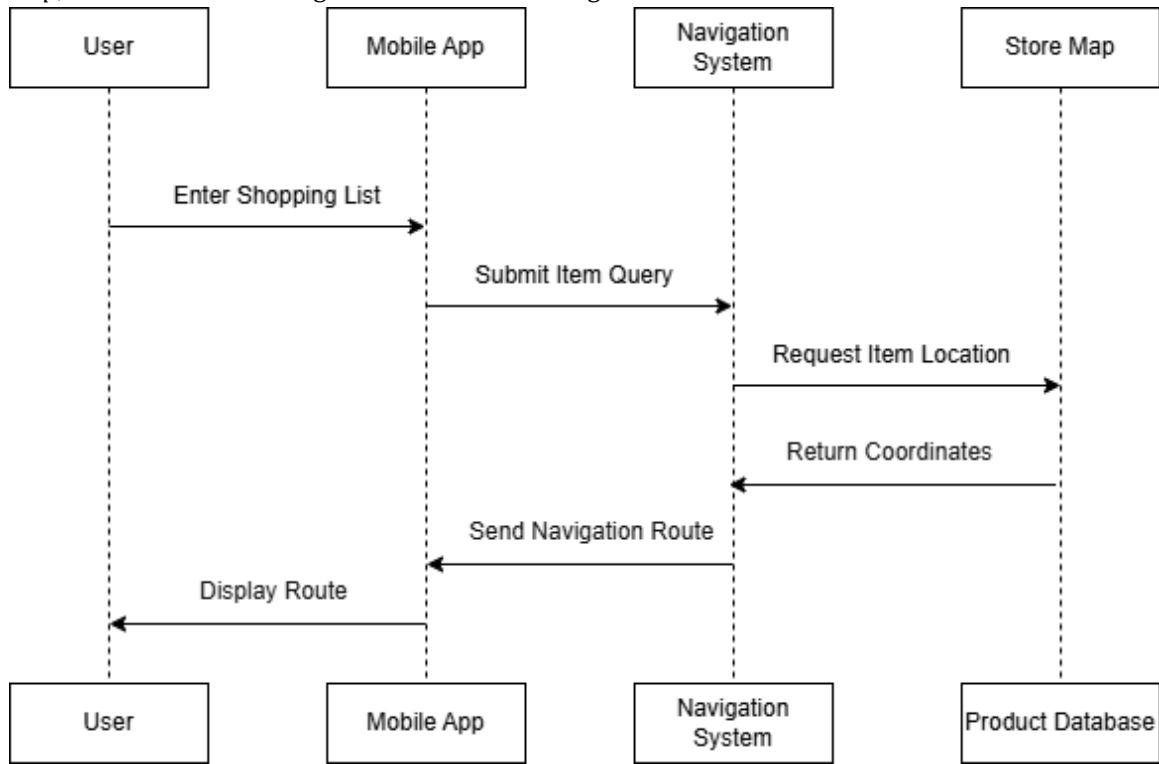 User
Mobile App
Navigation
System
Store Map
Enter Shopping List
Submit Item Query
Request Item Location
Return Coordinates
Send Navigation Route
Display Route
User
Mobile App
Navigation
System
Product Database